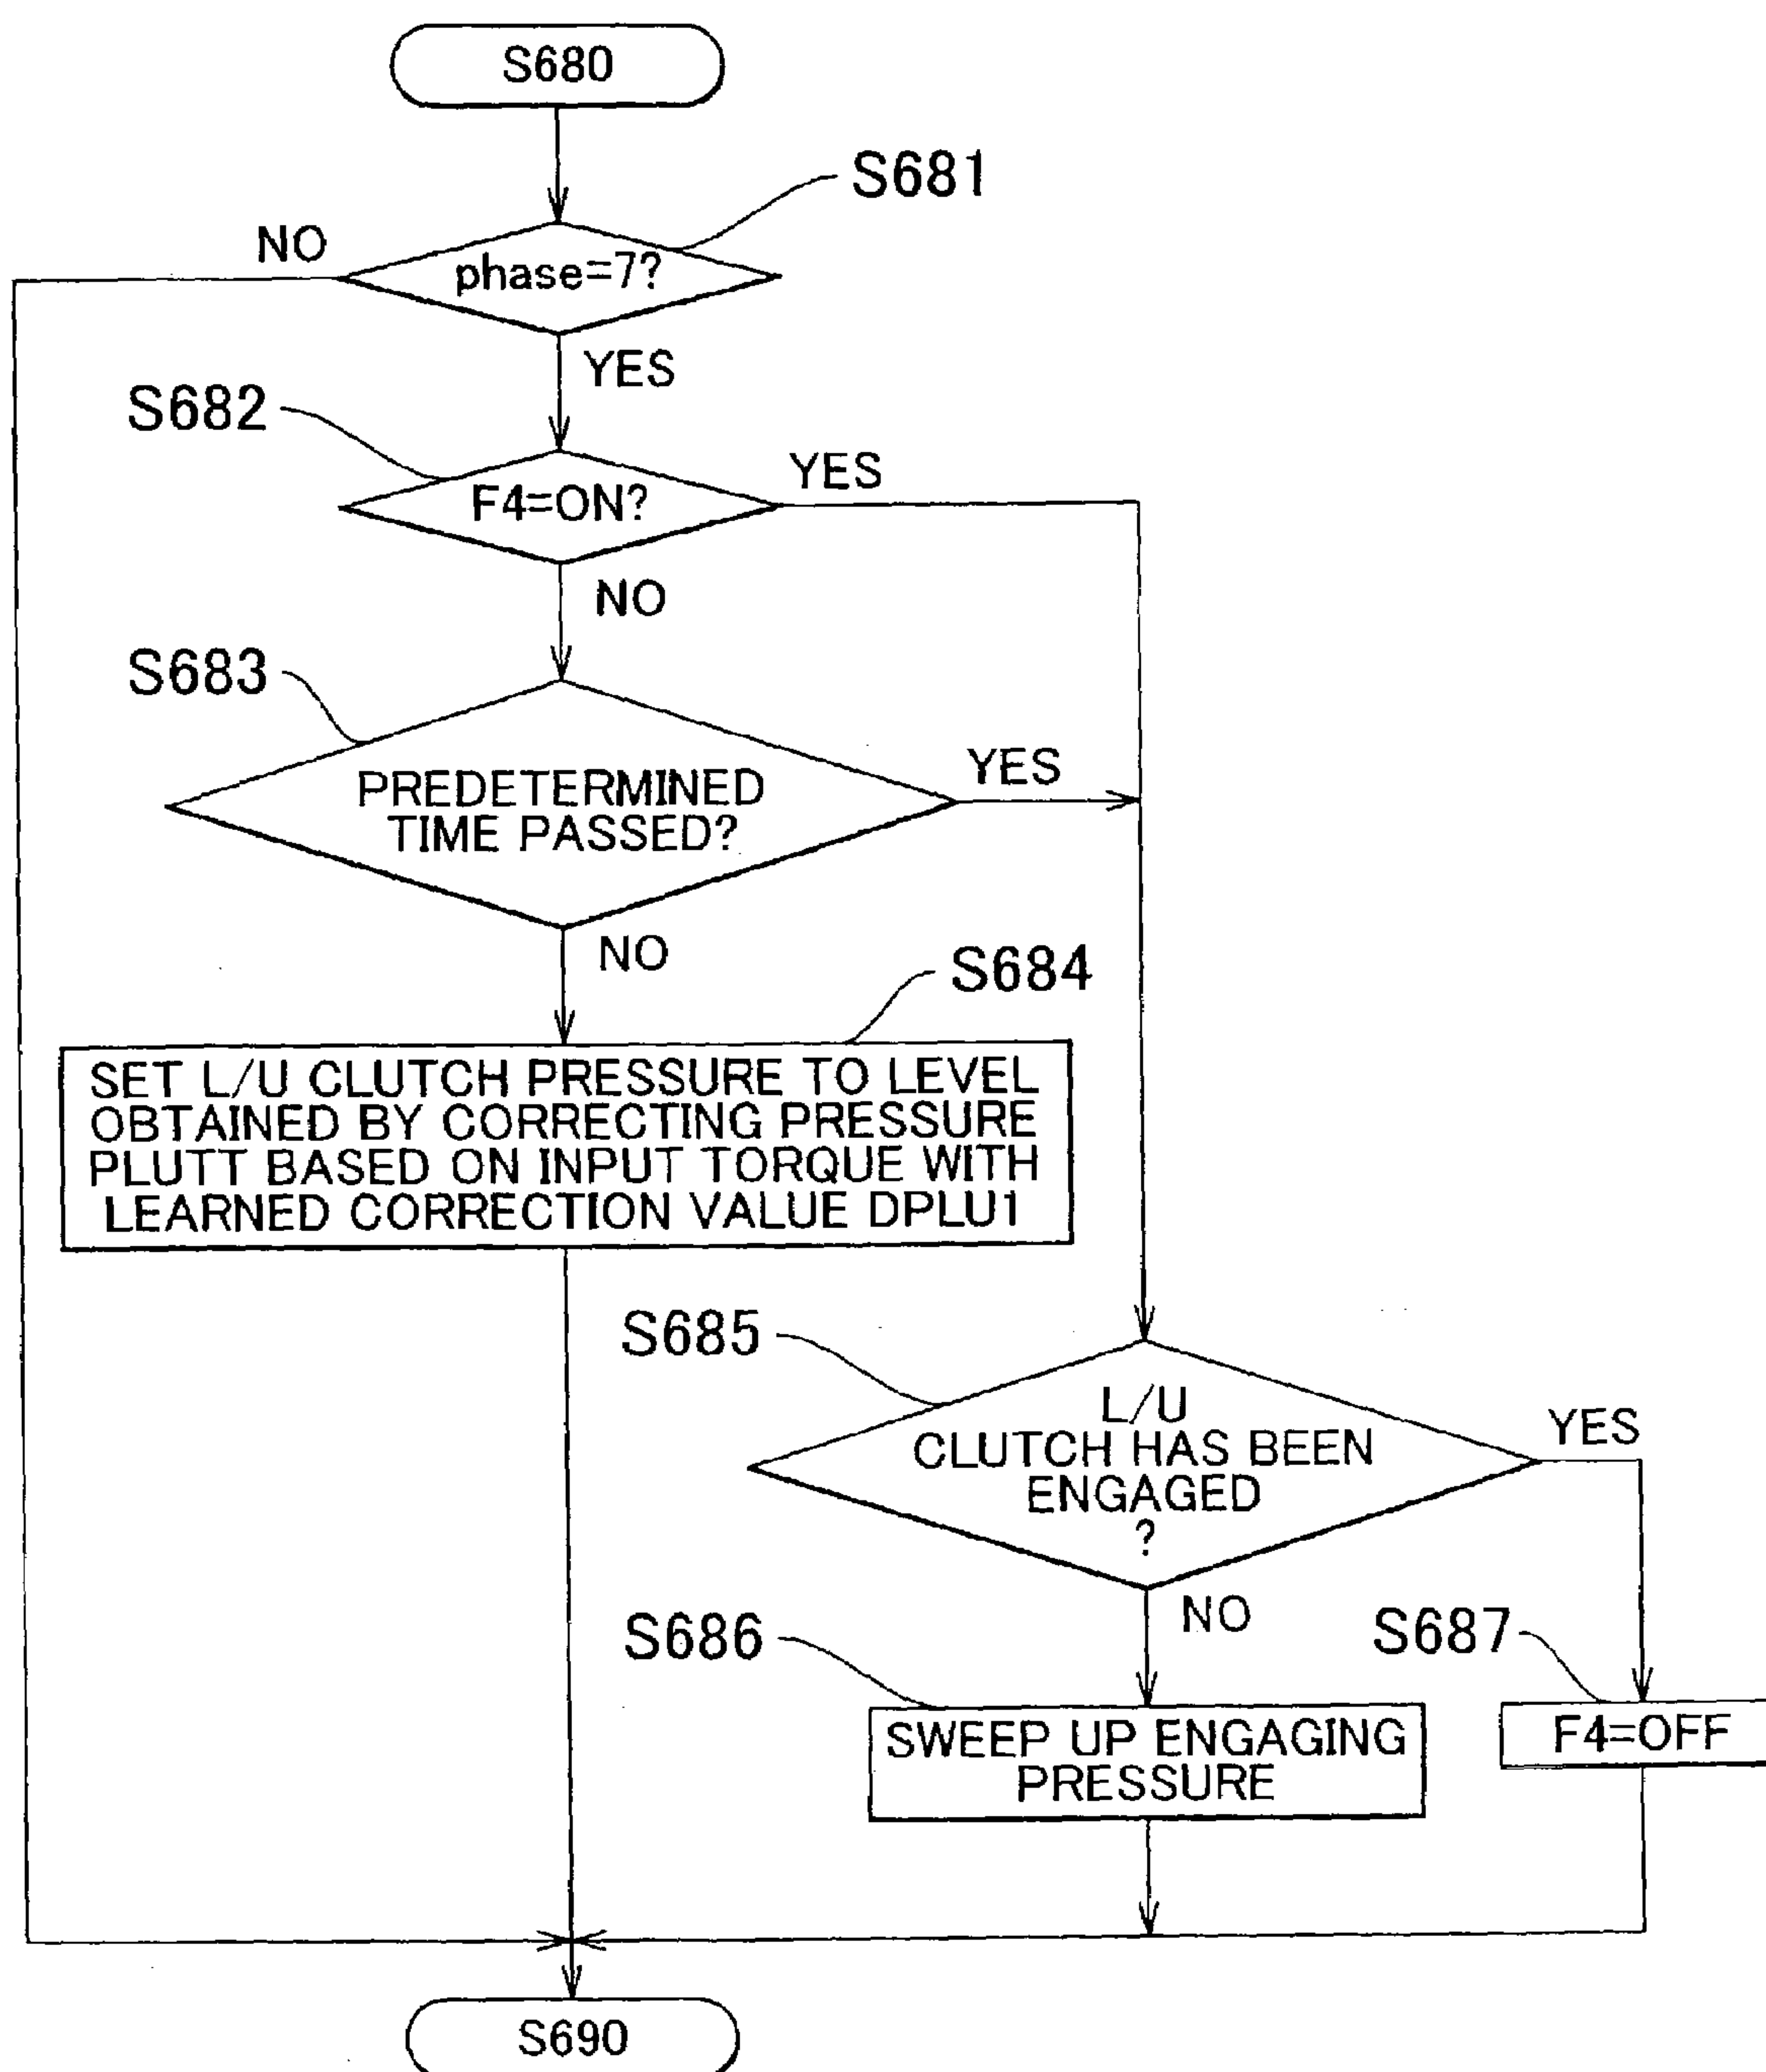 S680
S681
NO
phase=7?
YES
S682
YES
F4=ON?
NO
S683
YES
PREDETERMINED
TIME PASSED?
NO
S684
SET L/U CLUTCH PRESSURE TO LEVEL
OBTAINED BY CORRECTING PRESSURE
PLUTT BASED ON INPUT TORQUE WITH
LEARNED CORRECTION VALUE DPLU1
S685
L/U
CLUTCH HAS BEEN
ENGAGED
?
YES
NO
S686
S687
SWEEP UP ENGAGING
PRESSURE
F4=OFF
S690